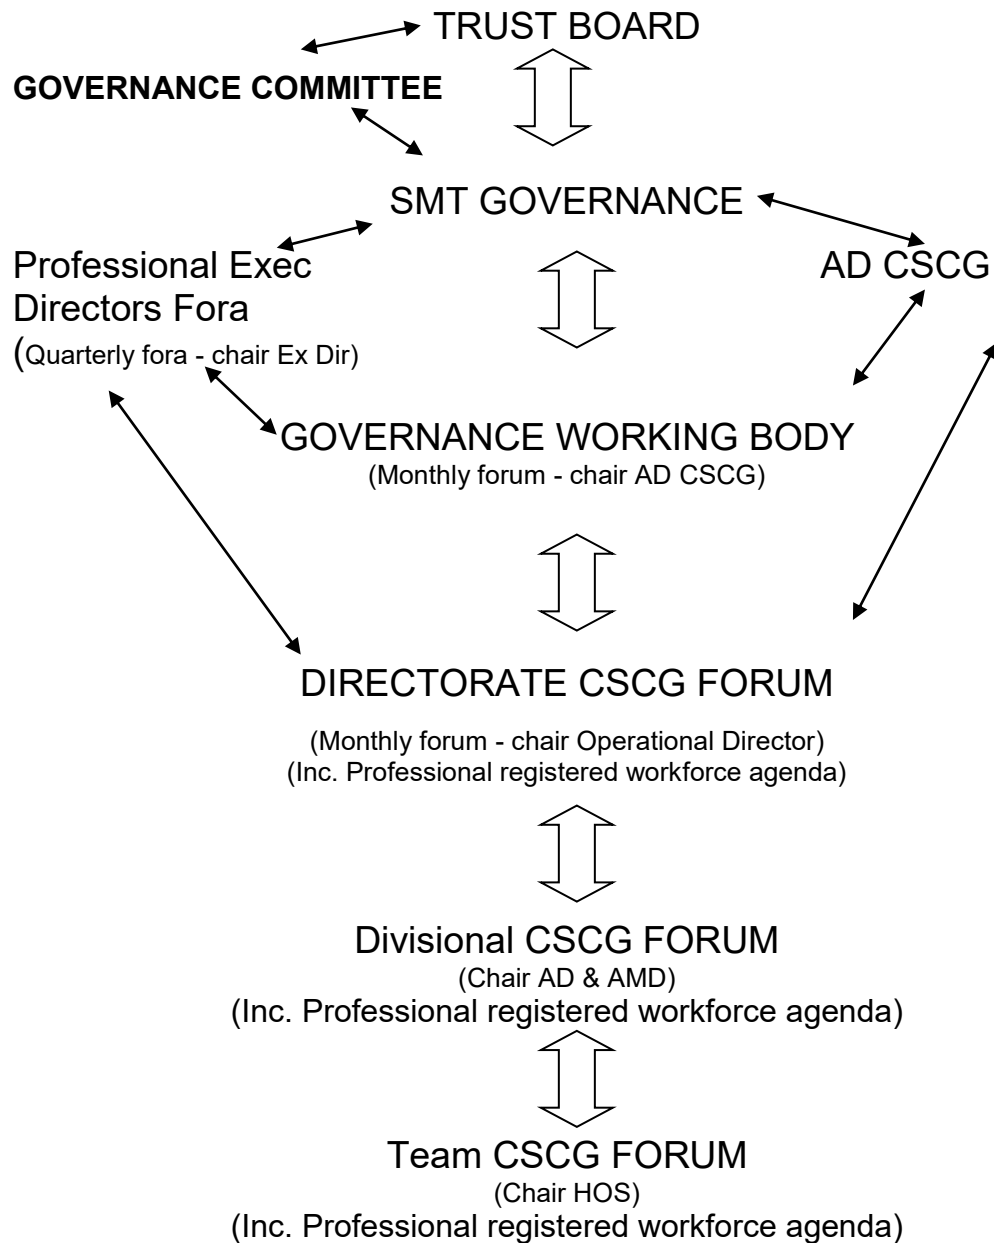 TRUST BOARD
GOVERNANCE COMMITTEE
SMT GOVERNANCE
Professional Exec
Directors Fora
(Quarterly fora - chair Ex Dir)
AD CSCG
GOVERNANCE WORKING BODY
(Monthly forum - chair AD CSCG)
DIRECTORATE CSCG FORUM
(Monthly forum - chair Operational Director)
(Inc. Professional registered workforce agenda)
Divisional CSCG FORUM
(Chair AD & AMD)
(Inc. Professional registered workforce agenda)
Team CSCG FORUM
(Chair HOS)
(Inc. Professional registered workforce agenda)